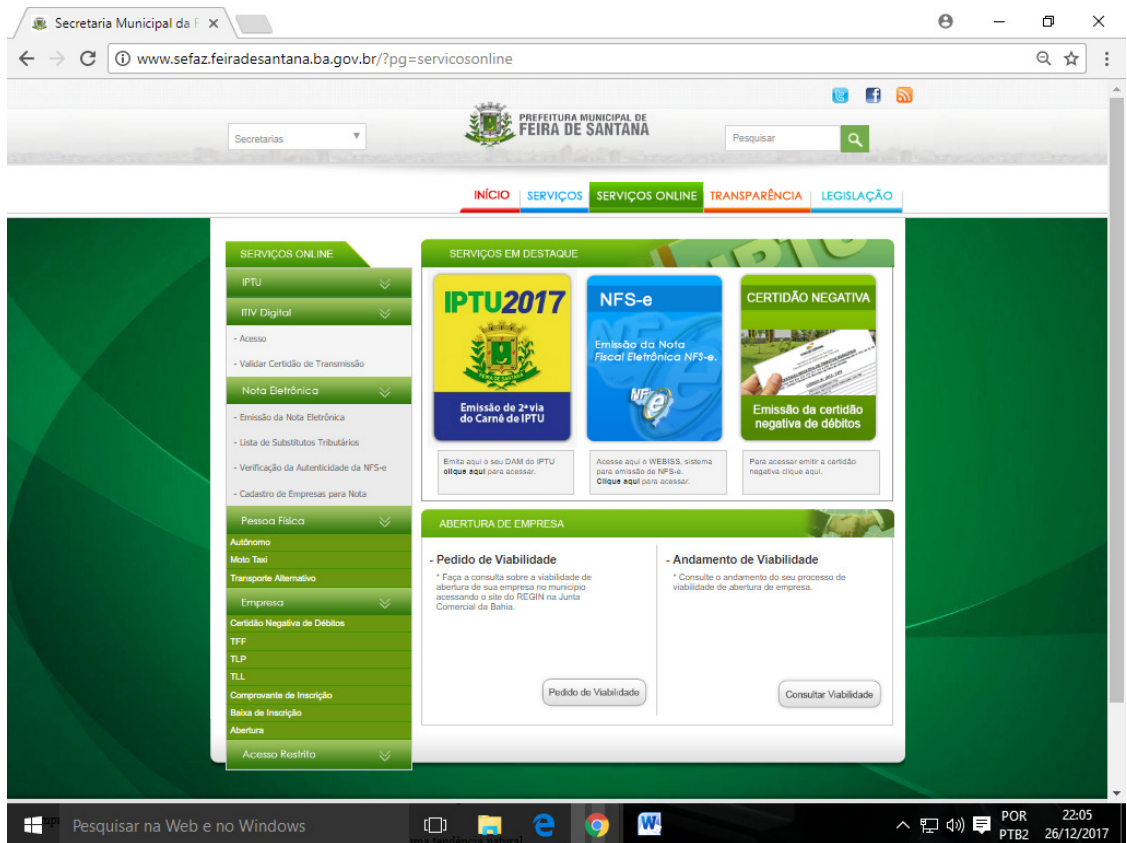 Secretaria Municipal da F
www.sefaz.feiradesantana.ba.gov.br/?pg=servicosonline
Secretarias
PREFEITURA MUNICIPAL DE
FEIRA DE SANTANA
Pesquisar
INÍCIO
SERVIÇOS
SERVIÇOS ONLINE
TRANSPARÊNCIA
LEGISLAÇÃO
SERVIÇOS ONLINE
IPTU
ITIV Digital
- Acesso
- Validar Certidão de Transmissão
Nota Eletrônica
- Emissão da Nota Eletrônica
- Lista de Substitutos Tributários
- Verificação da Autenticidade da NFS-e
- Cadastro de Empresas para Nota
Pessoa Física
Autônomo
Moto Taxi
Transporte Alternativo
Empresa
Certidão Negativa de Débitos
TFF
TLP
TLL
Comprovante de Inscrição
Baixa de Inscrição
Abertura
Acesso Restrito
SERVIÇOS EM DESTAQUE
IPTU
IPTU2017
FEIRA DE SANTANA
Emissão de 2ª via
do Carnê de IPTU
Emita aqui o seu DAM do IPTU
clique aqui para acessar.
NFS-e
Emissão da Nota
Fiscal Eletrônica NFS-e.
NF
e
Acesse aqui o WEBISS, sistema
para emissão de NFS-e.
Clique aqui para acessar.
CERTIDÃO NEGATIVA
Emissão da certidão
negativa de débitos
Para acessar emitir a certidão
negativa clique aqui.
ABERTURA DE EMPRESA
- Pedido de Viabilidade
* Faça a consulta sobre a viabilidade de
abertura de sua empresa no município
acessando o site do REGIN na Junta
Comercial da Bahia.
Pedido de Viabilidade
- Andamento de Viabilidade
* Consulte o andamento do seu processo de
viabilidade de abertura de empresa.
Consultar Viabilidade
Pesquisar na Web e no Windows
uma tendência natural
POR
PTB2
22:05
26/12/2017